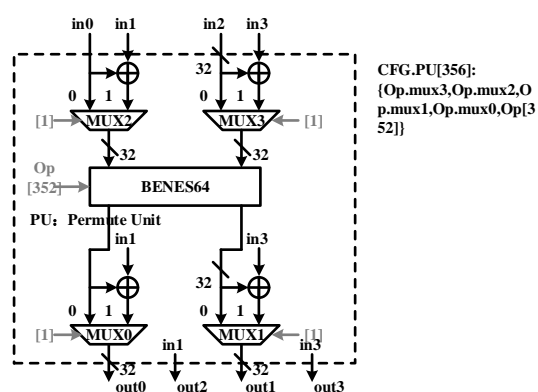 in0 in1 in2 in3
32
0 1 0 1
[1] MUX2 MUX3 [1]
32 32
Op
[352]
BENES64
PU：Permute Unit
in1 in3
32
0 1 0 1
[1] MUX0 MUX1 [1]
32 in1 32 in3
out0 out2 out1 out3
CFG.PU[356]:
{Op.mux3,Op.mux2,O
p.mux1,Op.mux0,Op[3
52]}